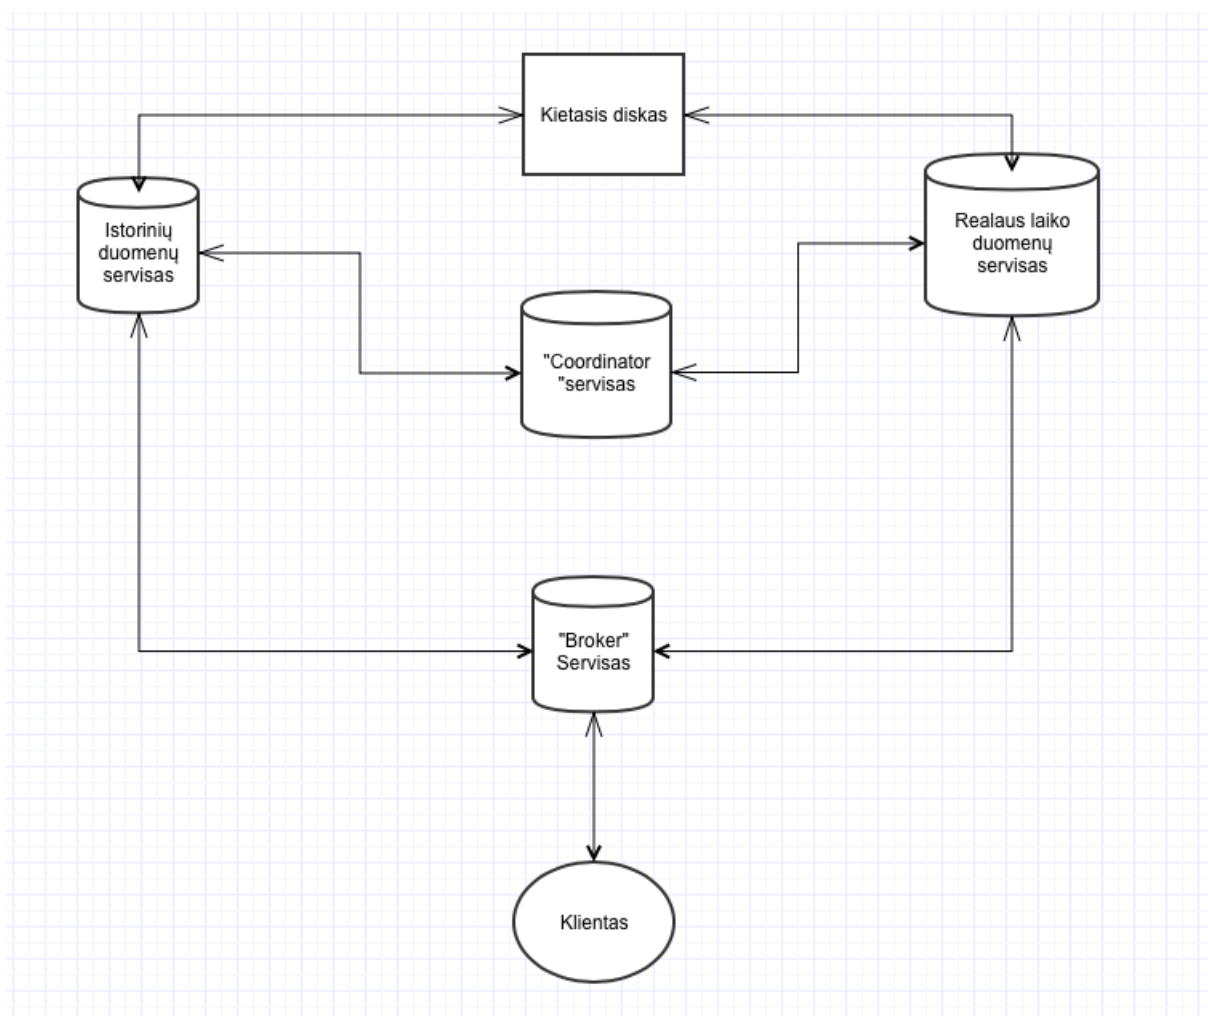 Kietasis diskas
Istorinių
duomenų
servisas
Realaus laiko
duomenų
servisas
"Coordinator
"servisas
"Broker"
Servisas
Klientas